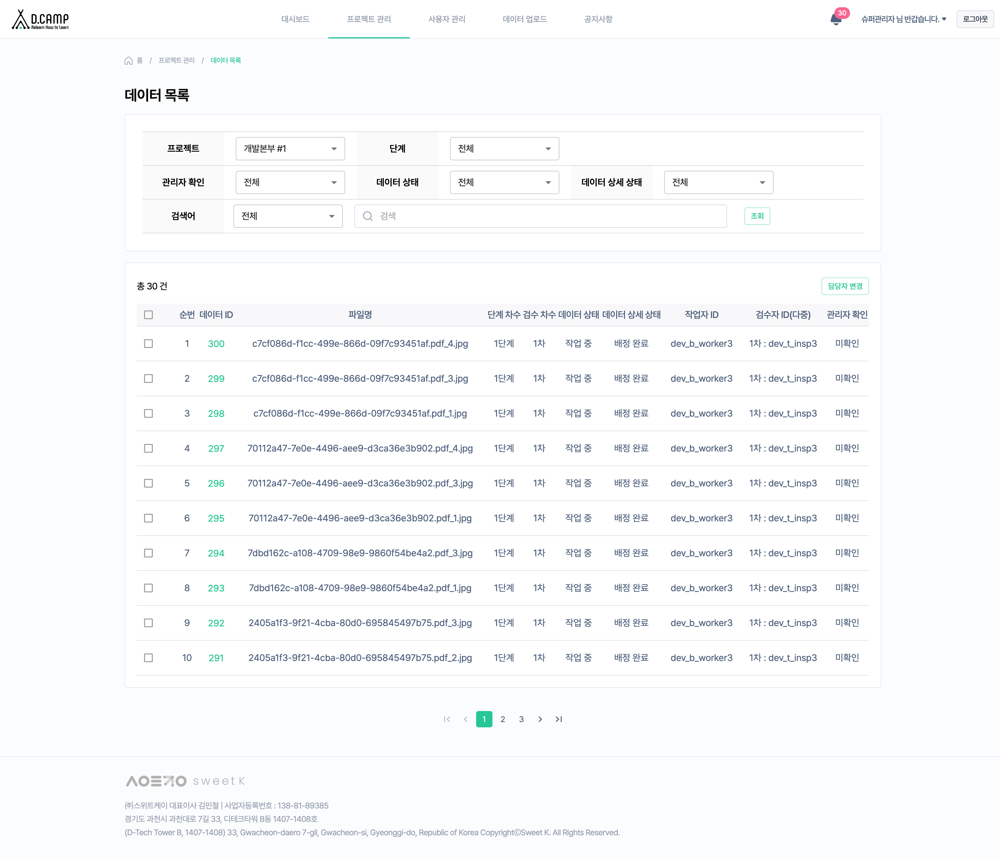 D.CAMP
Relearn How to Learn
대시보드 프로젝트 관리 사용자 관리 데이터 업로드 공지사항 30 슈퍼관리자 님 반갑습니다. 로그아웃
홈 / 프로젝트 관리 / 데이터 목록
데이터 목록
프로젝트 개발본부 #1 단계 전체
관리자 확인 전체 데이터 상태 전체 데이터 상세 상태 전체
검색어 전체 검색 조회
총 30 건 담당자 변경
순번 데이터 ID 파일명 단계 차수 검수 차수 데이터 상태 데이터 상세 상태 작업자 ID 검수자 ID(다중) 관리자 확인
1 300 c7cf086d-f1cc-499e-866d-09f7c93451af.pdf_4.jpg 1단계 1차 작업 중 배정 완료 dev_b_worker3 1차 : dev_t_insp3 미확인
2 299 c7cf086d-f1cc-499e-866d-09f7c93451af.pdf_3.jpg 1단계 1차 작업 중 배정 완료 dev_b_worker3 1차 : dev_t_insp3 미확인
3 298 c7cf086d-f1cc-499e-866d-09f7c93451af.pdf_1.jpg 1단계 1차 작업 중 배정 완료 dev_b_worker3 1차 : dev_t_insp3 미확인
4 297 70112a47-7e0e-4496-aee9-d3ca36e3b902.pdf_4.jpg 1단계 1차 작업 중 배정 완료 dev_b_worker3 1차 : dev_t_insp3 미확인
5 296 70112a47-7e0e-4496-aee9-d3ca36e3b902.pdf_3.jpg 1단계 1차 작업 중 배정 완료 dev_b_worker3 1차 : dev_t_insp3 미확인
6 295 70112a47-7e0e-4496-aee9-d3ca36e3b902.pdf_1.jpg 1단계 1차 작업 중 배정 완료 dev_b_worker3 1차 : dev_t_insp3 미확인
7 294 7dbd162c-a108-4709-98e9-9860f54be4a2.pdf_3.jpg 1단계 1차 작업 중 배정 완료 dev_b_worker3 1차 : dev_t_insp3 미확인
8 293 7dbd162c-a108-4709-98e9-9860f54be4a2.pdf_1.jpg 1단계 1차 작업 중 배정 완료 dev_b_worker3 1차 : dev_t_insp3 미확인
9 292 2405a1f3-9f21-4cba-80d0-695845497b75.pdf_3.jpg 1단계 1차 작업 중 배정 완료 dev_b_worker3 1차 : dev_t_insp3 미확인
10 291 2405a1f3-9f21-4cba-80d0-695845497b75.pdf_2.jpg 1단계 1차 작업 중 배정 완료 dev_b_worker3 1차 : dev_t_insp3 미확인
1 2 3
sweet K
㈜스위트케이 대표이사 김민철 | 사업자등록번호 : 138-81-89385
경기도 과천시 과천대로 7길 33, 디테크타워 B동 1407-1408호
(D-Tech Tower B, 1407-1408) 33, Gwacheon-daero 7-gil, Gwacheon-si, Gyeonggi-do, Republic of Korea CopyrightⓒSweet K. All Rights Reserved.